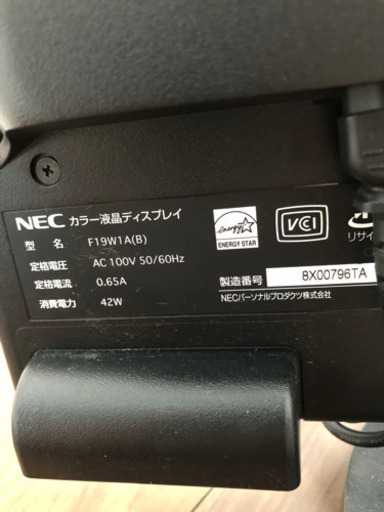 NEC カラー液晶ディスプレイ
型 名 F19W1A(B)
定格電圧 AC 100V 50/60Hz
定格電流 0.65A
消費電力 42W
energy
ENERGY STAR
VCCI
リサイ
製造番号 8X00796TA
NECパーソナルプロダクツ株式会社